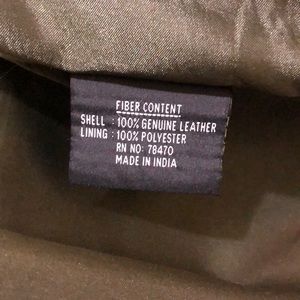 FIBER CONTENT
SHELL : 100% GENUINE LEATHER
LINING : 100% POLYESTER
RN NO: 78470
MADE IN INDIA